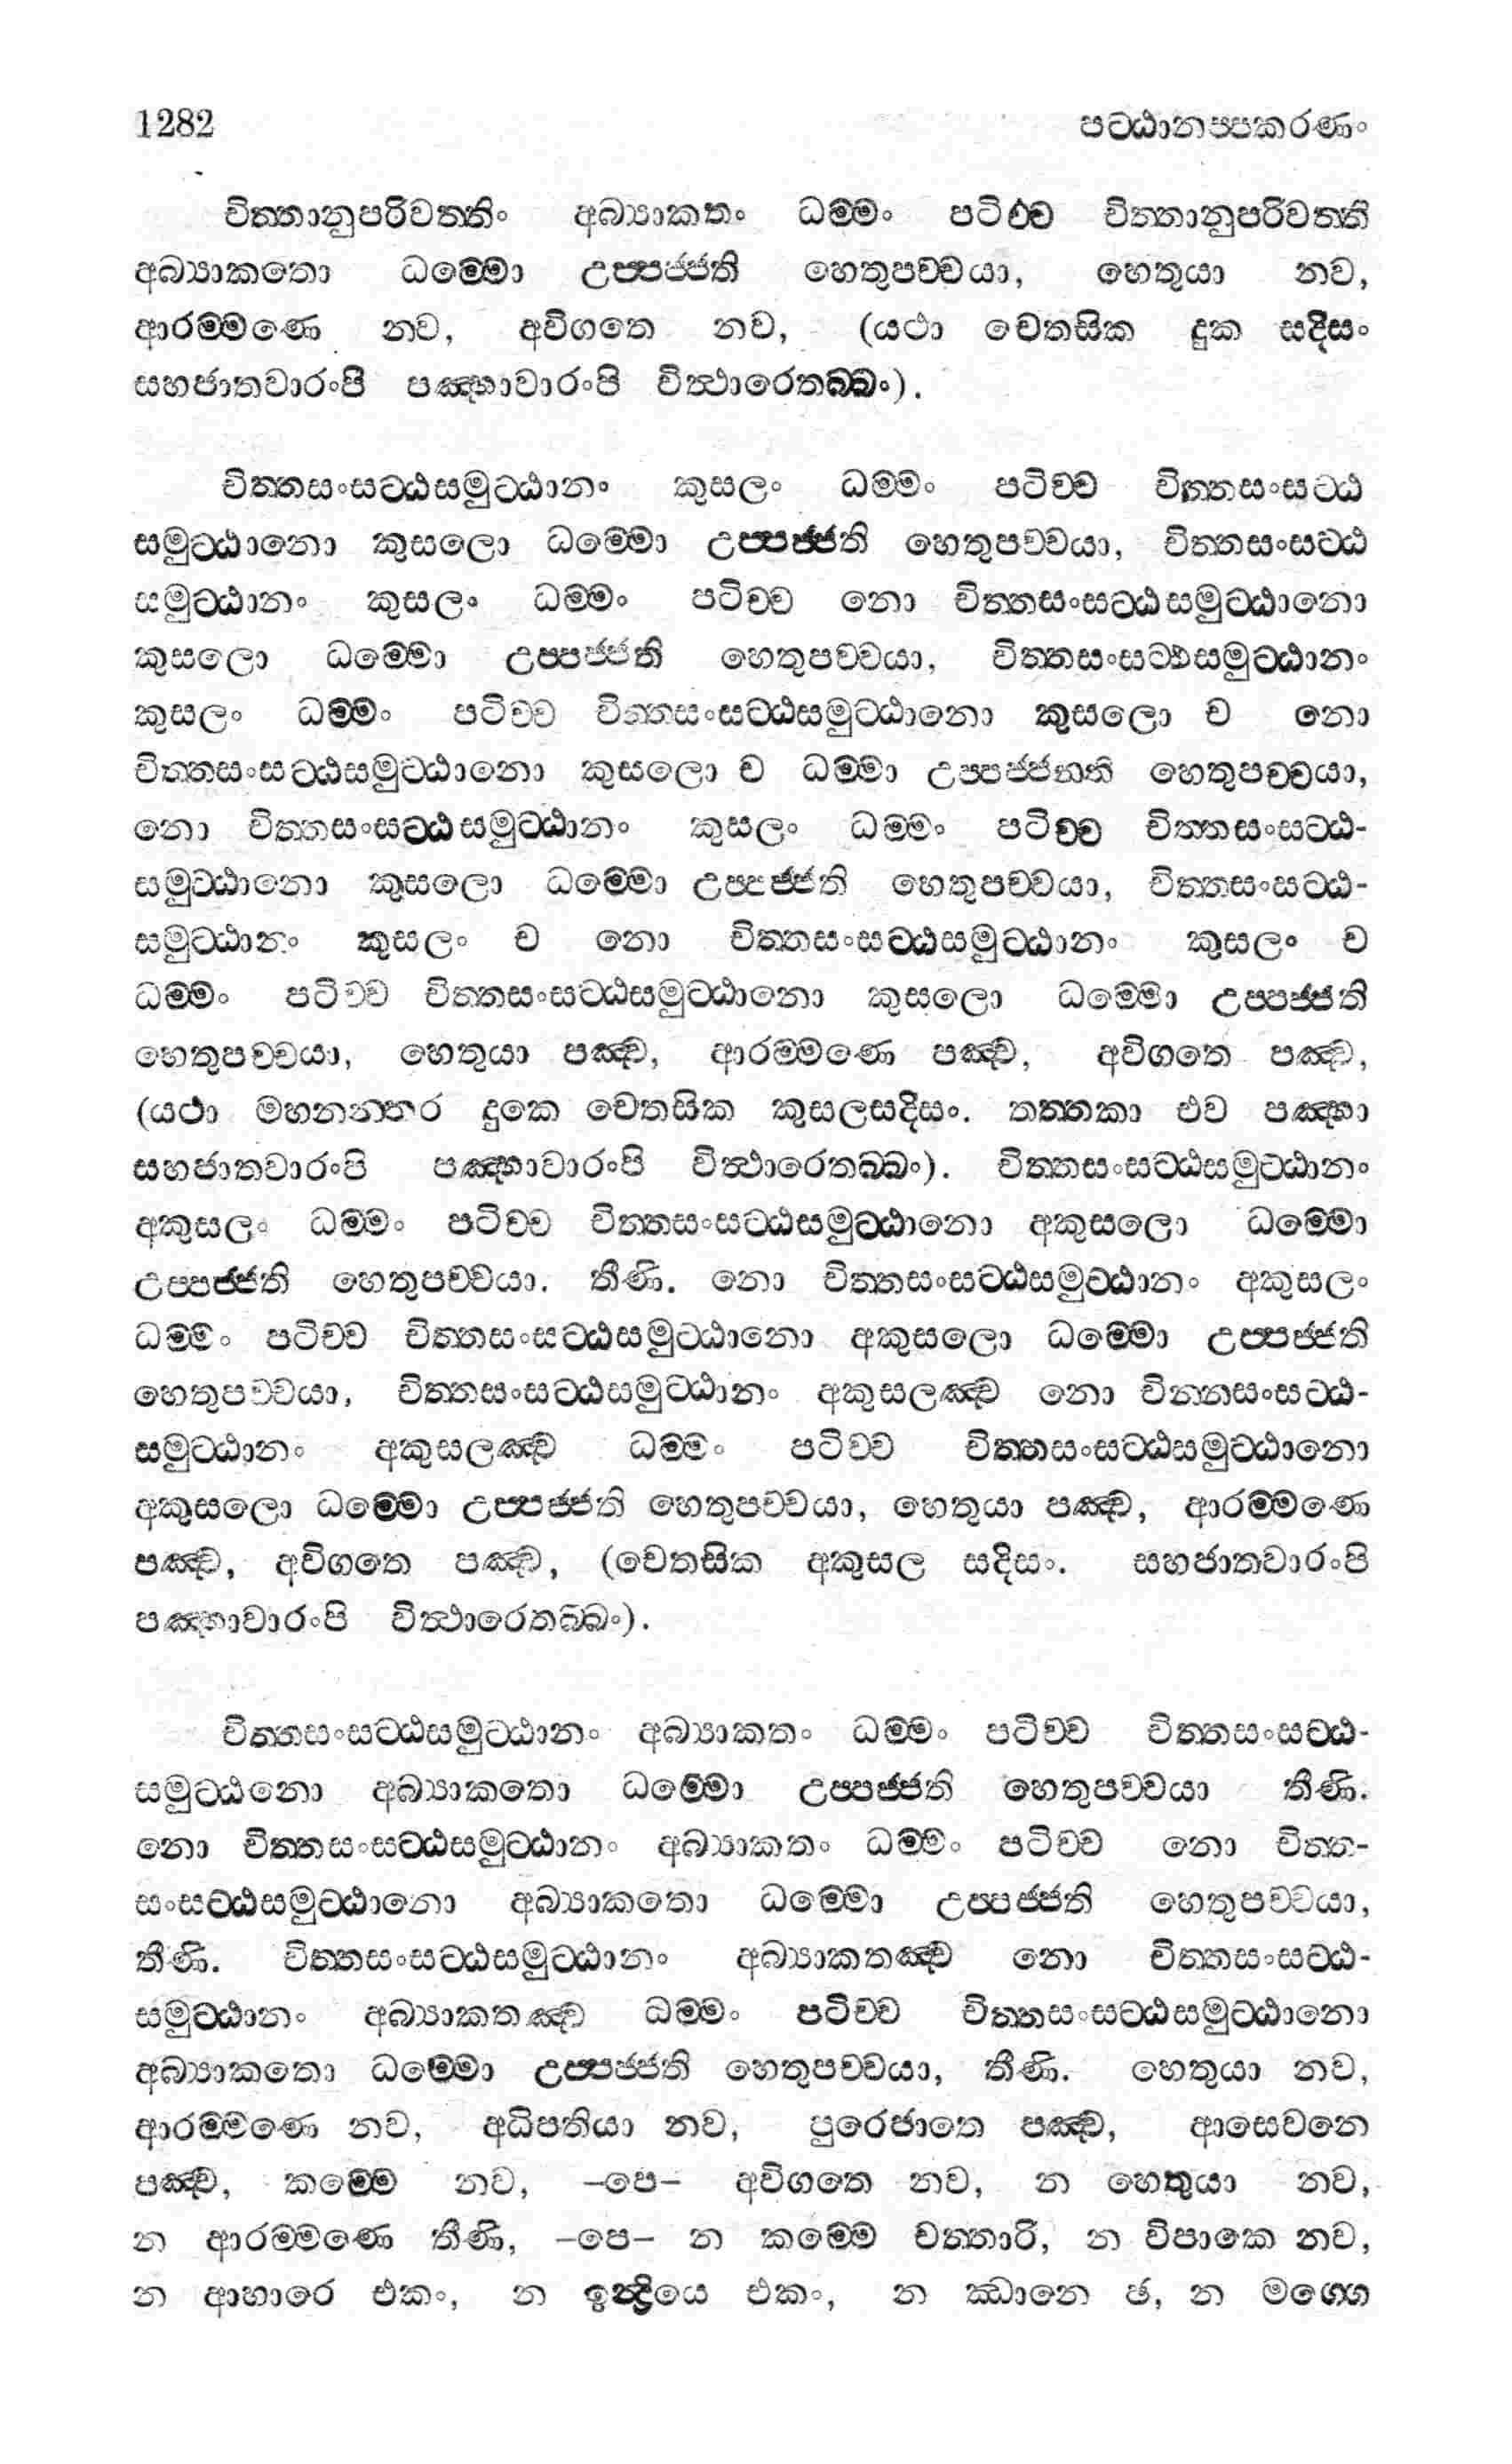 1282 පට්ඨානප්පකරණං
චිත්තානුපරිවත්තිං අබ්‍යාකතං ධම්මං පටිච්ච චිත්තානුපරිවත්ති
අබ්‍යාකතො ධම්මො උප්පජ්ජති හෙතුපච්චයා, හෙතුයා නව,
ආරම්මණෙ නව, අවිගතෙ නව, (යථා චෙතසික දුක සදිසං
සහජාතවාරංපි පඤ්හාවාරංපි විත්ථාරෙතබ්බං).
චිත්තසංසට්ඨසමුට්ඨානං කුසලං ධම්මං පටිච්ච චිත්තසංසට්ඨ
සමුට්ඨානො කුසලො ධම්මො උප්පජ්ජති හෙතුපච්චයා, චිත්තසංසට්ඨ
සමුට්ඨානං කුසලං ධම්මං පටිච්ච නො චිත්තසංසට්ඨසමුට්ඨානො
කුසලො ධම්මො උප්පජ්ජති හෙතුපච්චයා, චිත්තසංසට්ඨසමුට්ඨානං
කුසලං ධම්මං පටිච්ච චිත්තසංසට්ඨසමුට්ඨානො කුසලො ච නො
චිත්තසංසට්ඨසමුට්ඨානො කුසලො ච ධම්මා උප්පජ්ජන්ති හෙතුපච්චයා,
නො චිත්තසංසට්ඨසමුට්ඨානං කුසලං ධම්මං පටිච්ච චිත්තසංසට්ඨ-
සමුට්ඨානො කුසලො ධම්මො උප්පජ්ජති හෙතුපච්චයා, චිත්තසංසට්ඨ-
සමුට්ඨානං කුසලං ච නො චිත්තසංසට්ඨසමුට්ඨානං කුසලං ච
ධම්මං පටිච්ච චිත්තසංසට්ඨසමුට්ඨානො කුසලො ධම්මො උප්පජ්ජති
හෙතුපච්චයා, හෙතුයා පඤ්ච, ආරම්මණෙ පඤ්ච, අවිගතෙ පඤ්ච,
(යථා මහන්තර දුකෙ චෙතසික කුසලසදිසං. තත්තකා එව පඤ්හා
සහජාතවාරංපි පඤ්හාවාරංපි විත්ථාරෙතබ්බං). චිත්තසංසට්ඨසමුට්ඨානං
අකුසලං ධම්මං පටිච්ච චිත්තසංසට්ඨසමුට්ඨානො අකුසලො ධම්මො
උප්පජ්ජති හෙතුපච්චයා. තීණි. නො චිත්තසංසට්ඨසමුට්ඨානං අකුසලං
ධම්මං පටිච්ච චිත්තසංසට්ඨසමුට්ඨානො අකුසලො ධම්මො උප්පජ්ජති
හෙතුපච්චයා, චිත්තසංසට්ඨසමුට්ඨානං අකුසලඤ්ච නො චිත්තසංසට්ඨ-
සමුට්ඨානං අකුසලඤ්ච ධම්මං පටිච්ච චිත්තසංසට්ඨසමුට්ඨානො
අකුසලො ධම්මො උප්පජ්ජති හෙතුපච්චයා, හෙතුයා පඤ්ච, ආරම්මණෙ
පඤ්ච, අවිගතෙ පඤ්ච, (චෙතසික අකුසල සදිසං. සහජාතවාරංපි
පඤ්හාවාරංපි විත්ථාරෙතබ්බං).
චිත්තසංසට්ඨසමුට්ඨානං අබ්‍යාකතං ධම්මං පටිච්ච චිත්තසංසට්ඨ-
සමුට්ඨනො අබ්‍යාකතො ධම්මො උප්පජ්ජති හෙතුපච්චයා තීණි.
නො චිත්තසංසට්ඨසමුට්ඨානං අබ්‍යාකතං ධම්මං පටිච්ච නො චිත්ත-
සංසට්ඨසමුට්ඨානො අබ්‍යාකතො ධම්මො උප්පජ්ජති හෙතුපච්චයා,
තීණි. චිත්තසංසට්ඨසමුට්ඨානං අබ්‍යාකතඤ්ච නො චිත්තසංසට්ඨ-
සමුට්ඨානං අබ්‍යාකතඤ්ච ධම්මං පටිච්ච චිත්තසංසට්ඨසමුට්ඨානො
අබ්‍යාකතො ධම්මො උප්පජ්ජති හෙතුපච්චයා, තීණි. හෙතුයා නව,
ආරම්මණෙ නව, අධිපතියා නව, පුරෙජාතෙ පඤ්ච, ආසෙවනෙ
පඤ්ච, කම්මෙ නව, –පෙ– අවිගතෙ නව, න හෙතුයා නව,
න ආරම්මණෙ තීණි, –පෙ– න කම්මෙ චත්තාරි, න විපාකෙ නව,
න ආහාරෙ එකං, න ඉන්ද්‍රියෙ එකං, න ඣානෙ ඡ, න මග්ගෙ